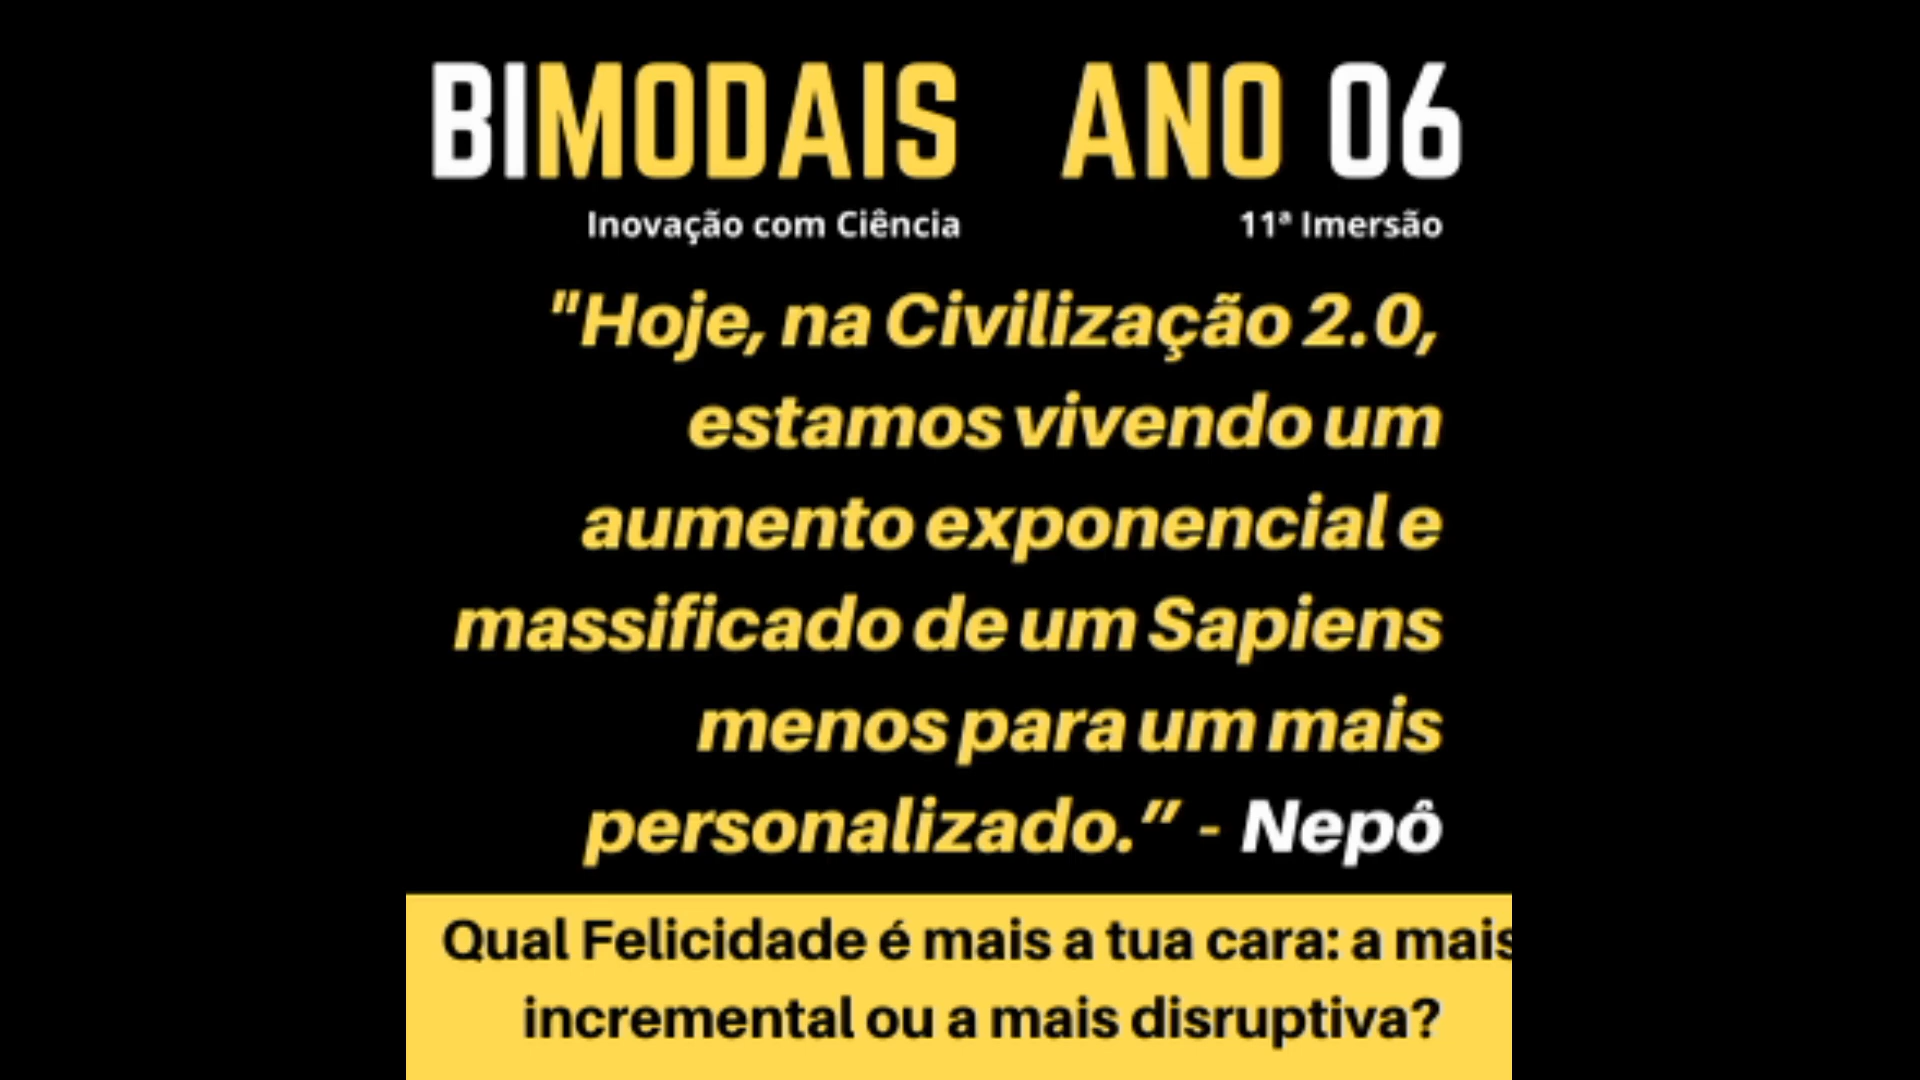 BIMODAIS ANO 06
Inovação com Ciência 11ª Imersão
"Hoje, na Civilização 2.0,
estamos vivendo um
aumento exponencial e
massificado de um Sapiens
menos para um mais
personalizado.” - Nepô
Qual Felicidade é mais a tua cara: a mais
incremental ou a mais disruptiva?